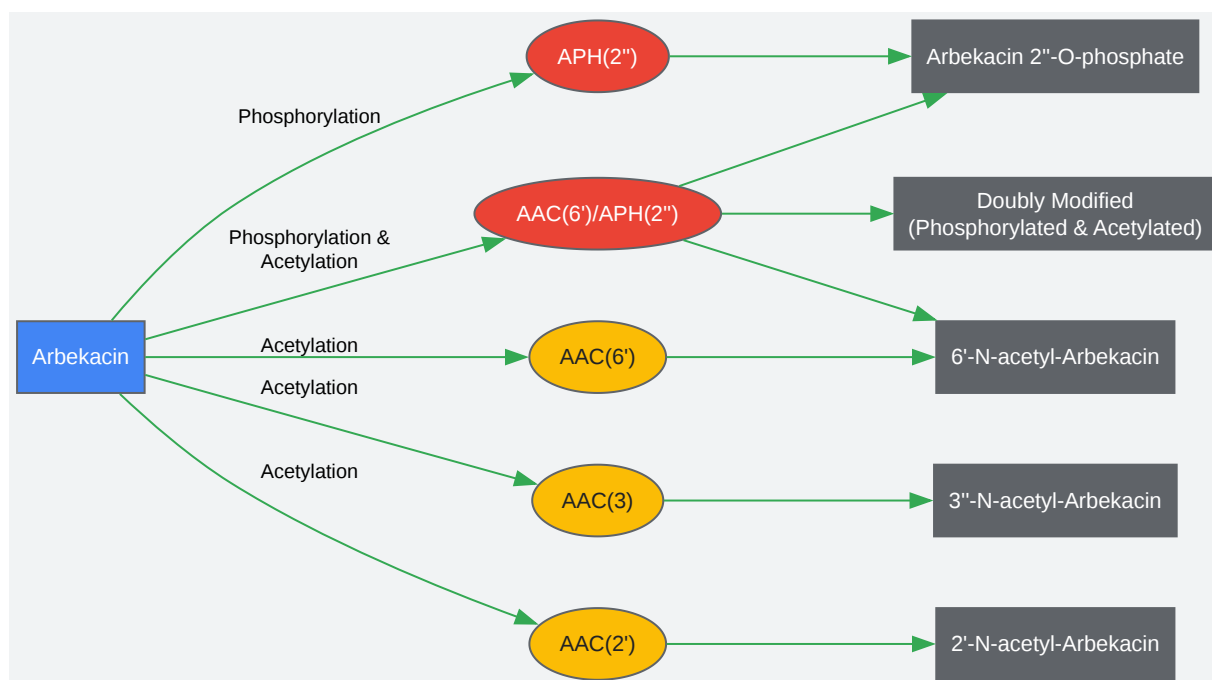 APH(2")
Arbekacin 2"-O-phosphate
Phosphorylation
AAC(6')/APH(2")
Doubly Modified
(Phosphorylated & Acetylated)
Phosphorylation &
Acetylation
Arbekacin
Acetylation
AAC(6')
6'-N-acetyl-Arbekacin
Acetylation
Acetylation
AAC(3)
3"-N-acetyl-Arbekacin
AAC(2')
2'-N-acetyl-Arbekacin